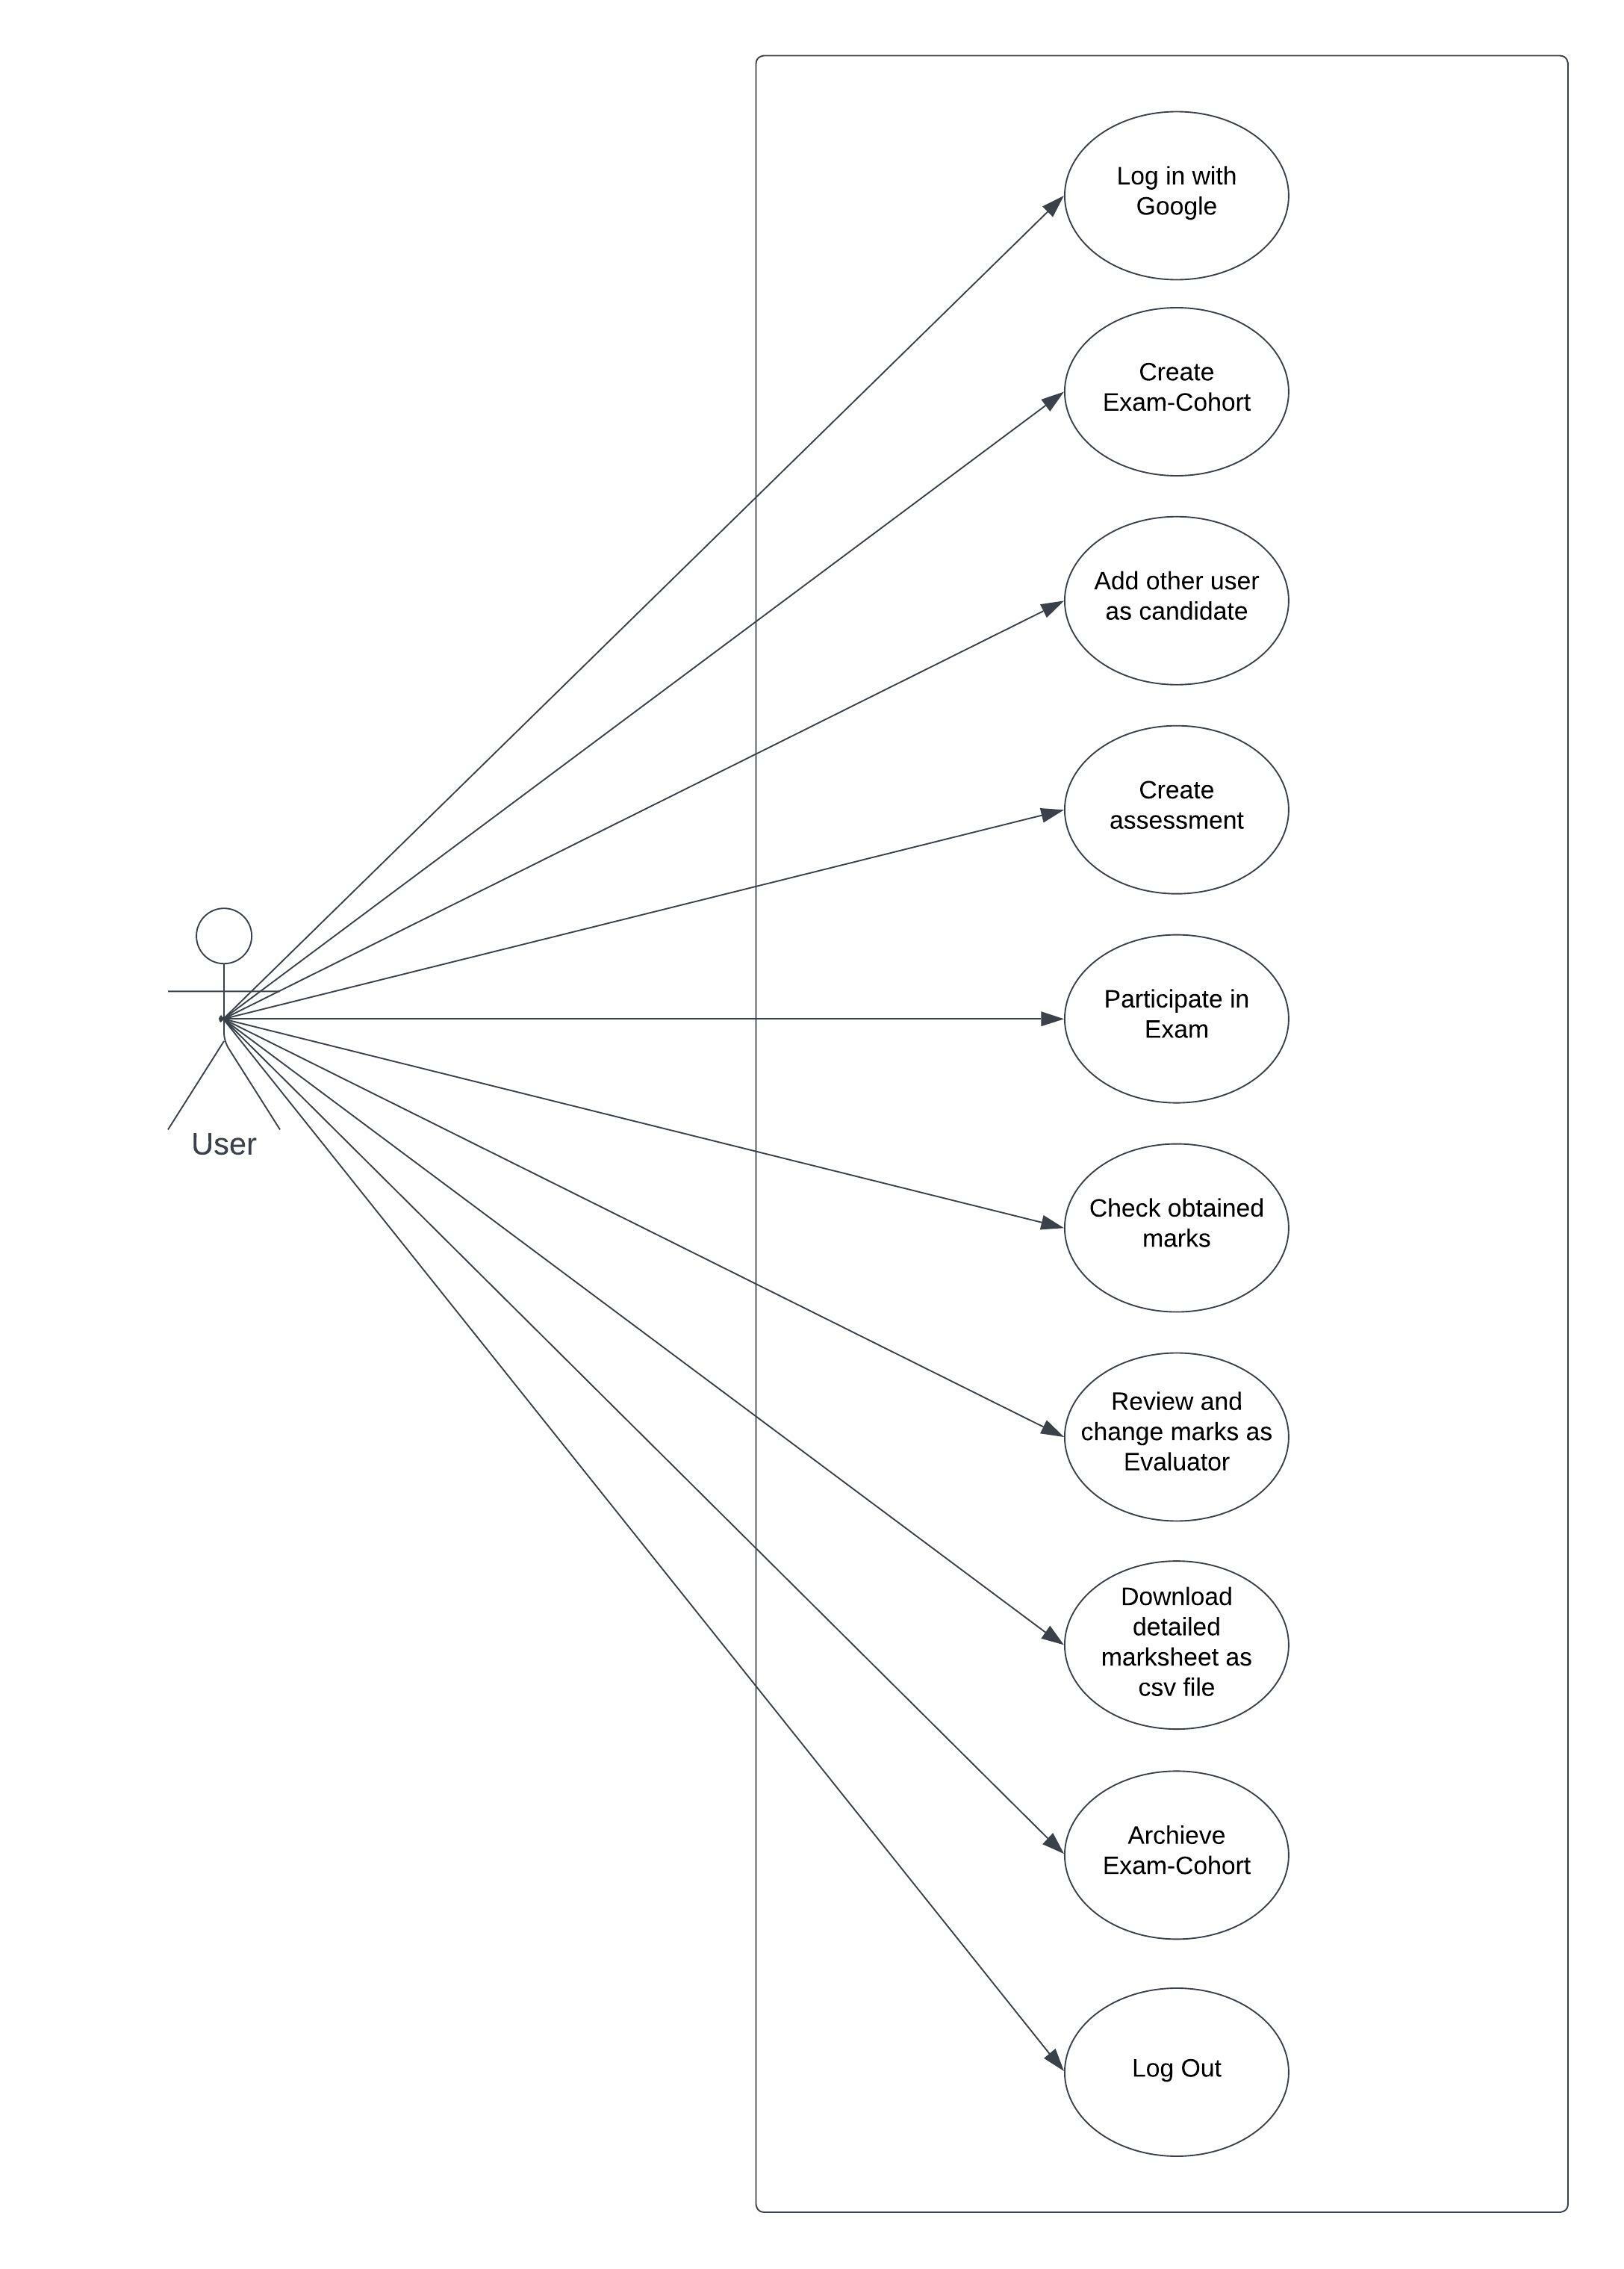 Log in with
Google
Create
Exam-Cohort
Add other user
as candidate
Create
assessment
Participate in
Exam
User
Check obtained
marks
Review and
change marks as
Evaluator
Download
detailed
marksheet as
csv file
Archieve
Exam-Cohort
Log Out